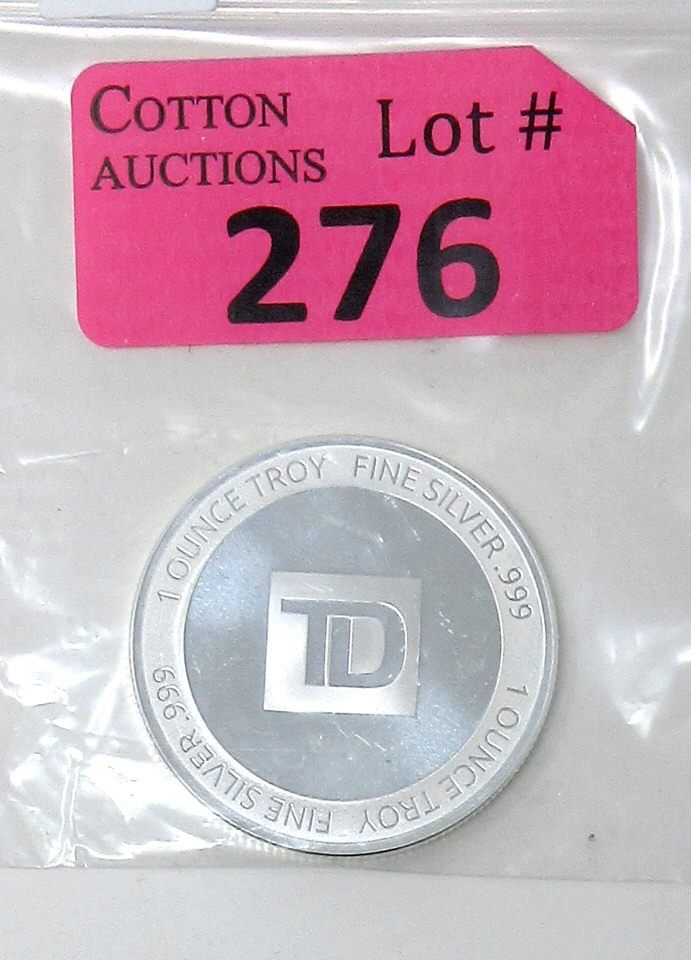 COTTON
AUCTIONS
Lot #
276
1 OUNCE TROY FINE SILVER .999
1 OUNCE TROY FINE SILVER .999
TD